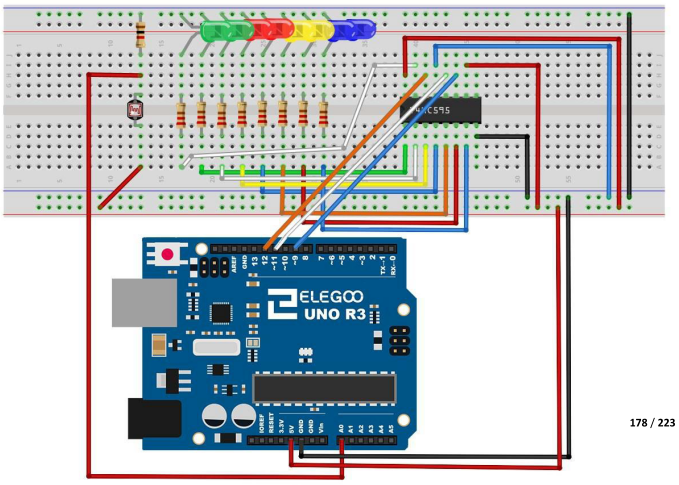 74HC595
AREF
GND
13
12
~11
~10
~9
8
7
~6
~5
4
~3
2
TX→1
RX←0
ELEGOO
UNO R3
IOREF
RESET
3.3V
5V
GND
GND
Vin
A0
A1
A2
A3
A4
A5
178 / 223